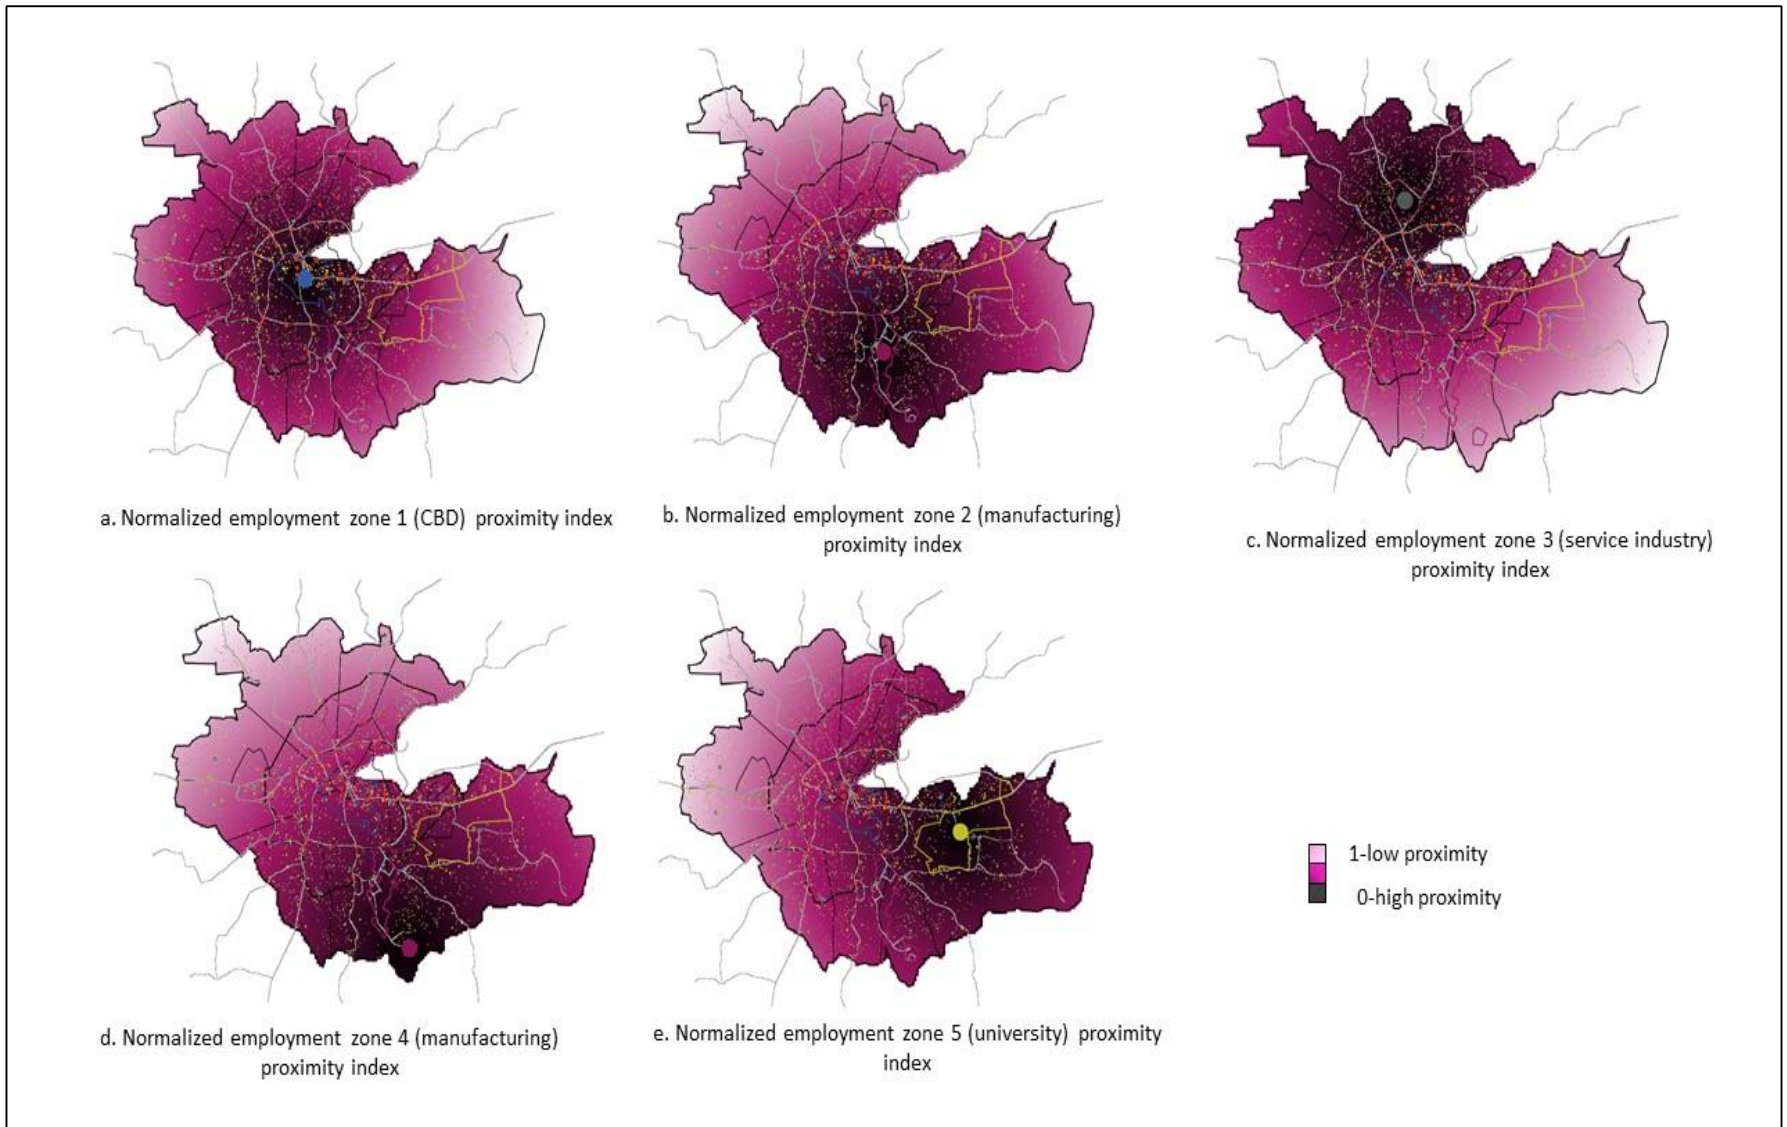 a. Normalized employment zone 1 (CBD) proximity index
b. Normalized employment zone 2 (manufacturing)
proximity index
c. Normalized employment zone 3 (service industry)
proximity index
d. Normalized employment zone 4 (manufacturing)
proximity index
e. Normalized employment zone 5 (university) proximity
index
1-low proximity
0-high proximity